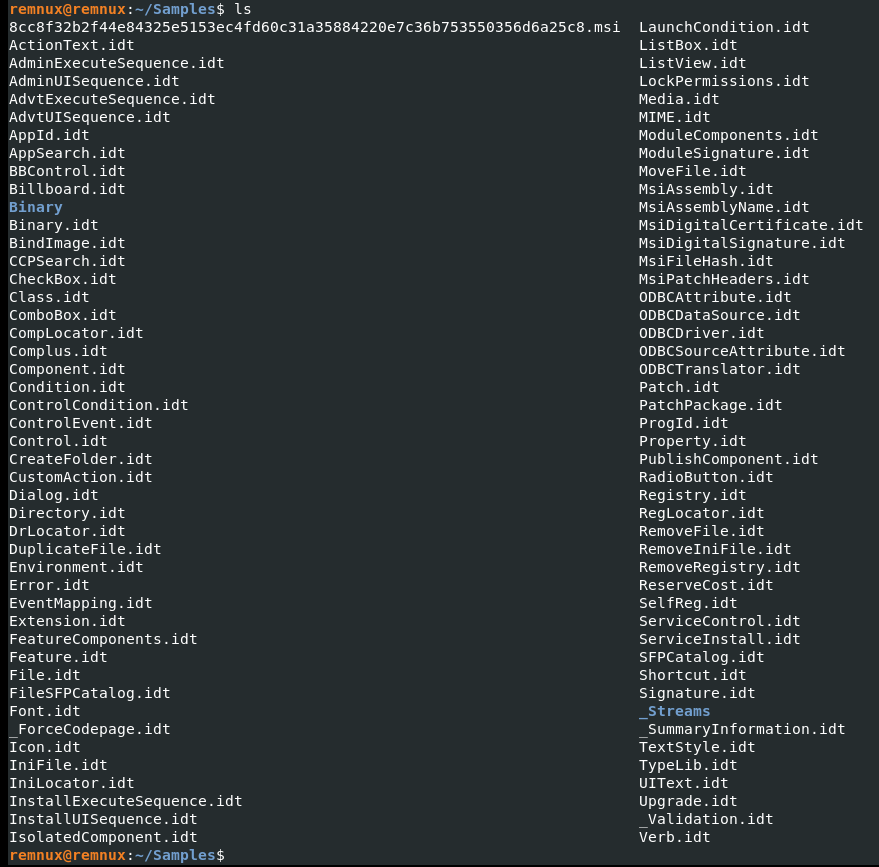 remnux@remnux:~/Samples$ ls
8cc8f32b2f44e84325e5153ec4fd60c31a35884220e7c36b753550356d6a25c8.msi  LaunchCondition.idt
ActionText.idt  ListBox.idt
AdminExecuteSequence.idt  ListView.idt
AdminUISequence.idt  LockPermissions.idt
AdvtExecuteSequence.idt  Media.idt
AdvtUISequence.idt  MIME.idt
AppId.idt  ModuleComponents.idt
AppSearch.idt  ModuleSignature.idt
BBControl.idt  MoveFile.idt
Billboard.idt  MsiAssembly.idt
Binary  MsiAssemblyName.idt
Binary.idt  MsiDigitalCertificate.idt
BindImage.idt  MsiDigitalSignature.idt
CCPSearch.idt  MsiFileHash.idt
CheckBox.idt  MsiPatchHeaders.idt
Class.idt  ODBCAttribute.idt
ComboBox.idt  ODBCDataSource.idt
CompLocator.idt  ODBCDriver.idt
Complus.idt  ODBCSourceAttribute.idt
Component.idt  ODBCTranslator.idt
Condition.idt  Patch.idt
ControlCondition.idt  PatchPackage.idt
ControlEvent.idt  ProgId.idt
Control.idt  Property.idt
CreateFolder.idt  PublishComponent.idt
CustomAction.idt  RadioButton.idt
Dialog.idt  Registry.idt
Directory.idt  RegLocator.idt
DrLocator.idt  RemoveFile.idt
DuplicateFile.idt  RemoveIniFile.idt
Environment.idt  RemoveRegistry.idt
Error.idt  ReserveCost.idt
EventMapping.idt  SelfReg.idt
Extension.idt  ServiceControl.idt
FeatureComponents.idt  ServiceInstall.idt
Feature.idt  SFPCatalog.idt
File.idt  Shortcut.idt
FileSFPCatalog.idt  Signature.idt
Font.idt  _Streams
_ForceCodepage.idt  _SummaryInformation.idt
Icon.idt  TextStyle.idt
IniFile.idt  TypeLib.idt
IniLocator.idt  UIText.idt
InstallExecuteSequence.idt  Upgrade.idt
InstallUISequence.idt  _Validation.idt
IsolatedComponent.idt  Verb.idt
remnux@remnux:~/Samples$